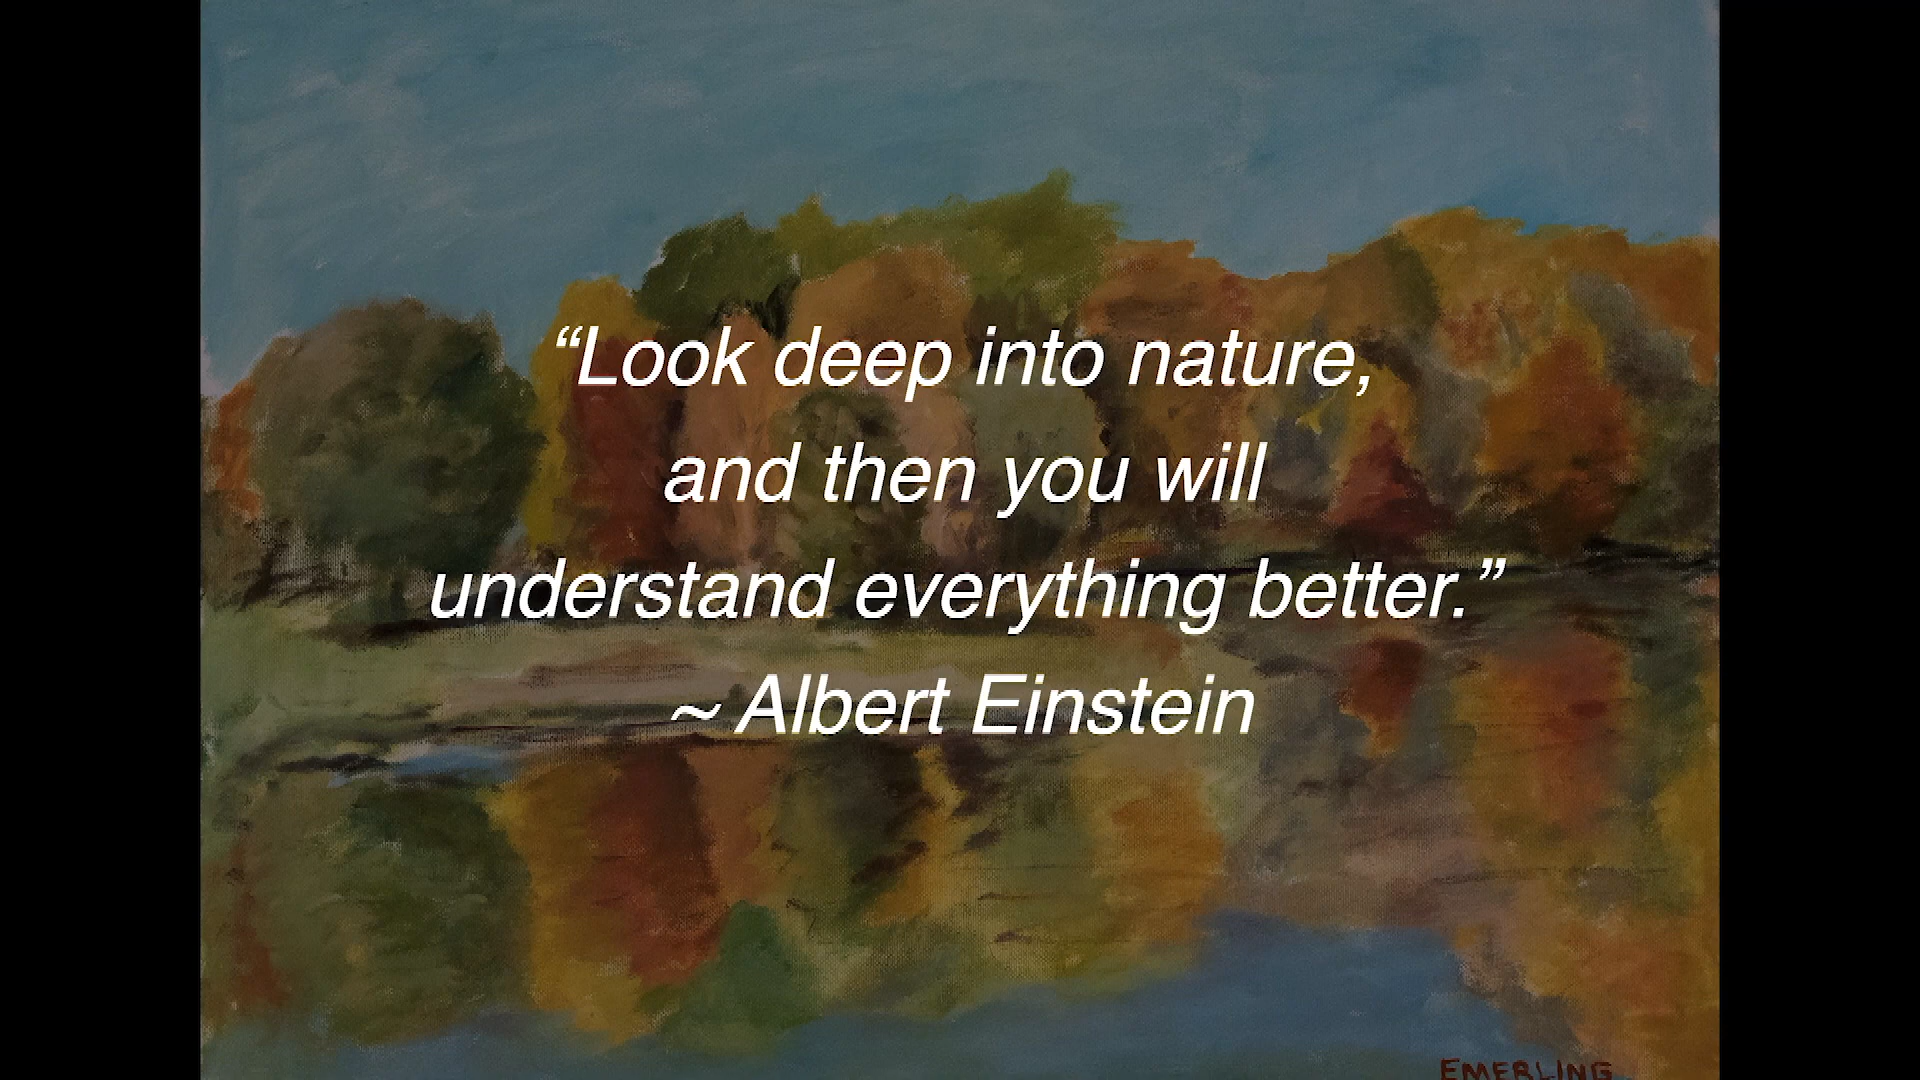 “Look deep into nature,
and then you will
understand everything better.”
~ Albert Einstein
EMERLING